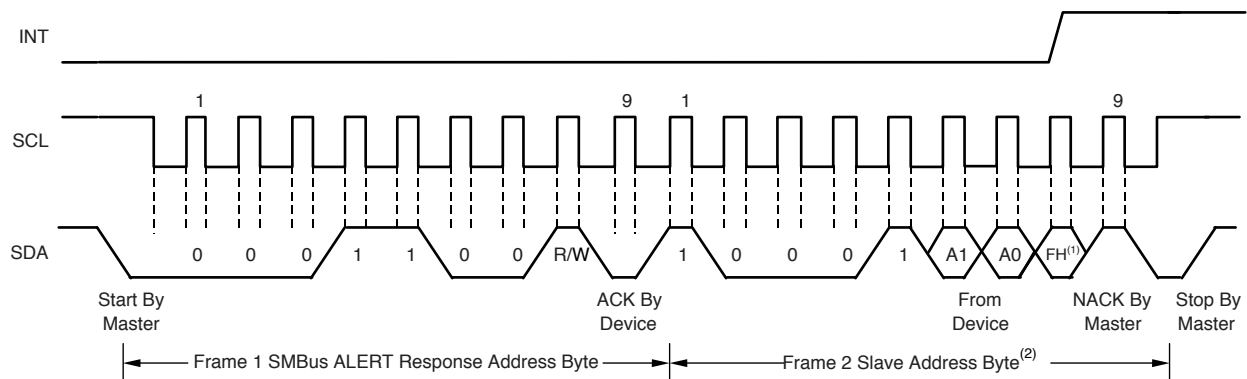 INT
1 9 1 9
SCL
SDA
0 0 0 1 1 0 0 R/W 1 0 0 0 1 A1 A0 FH(1)
Start By
Master
ACK By
Device
From
Device
NACK By
Master
Stop By
Master
Frame 1 SMBus ALERT Response Address Byte
Frame 2 Slave Address Byte(2)